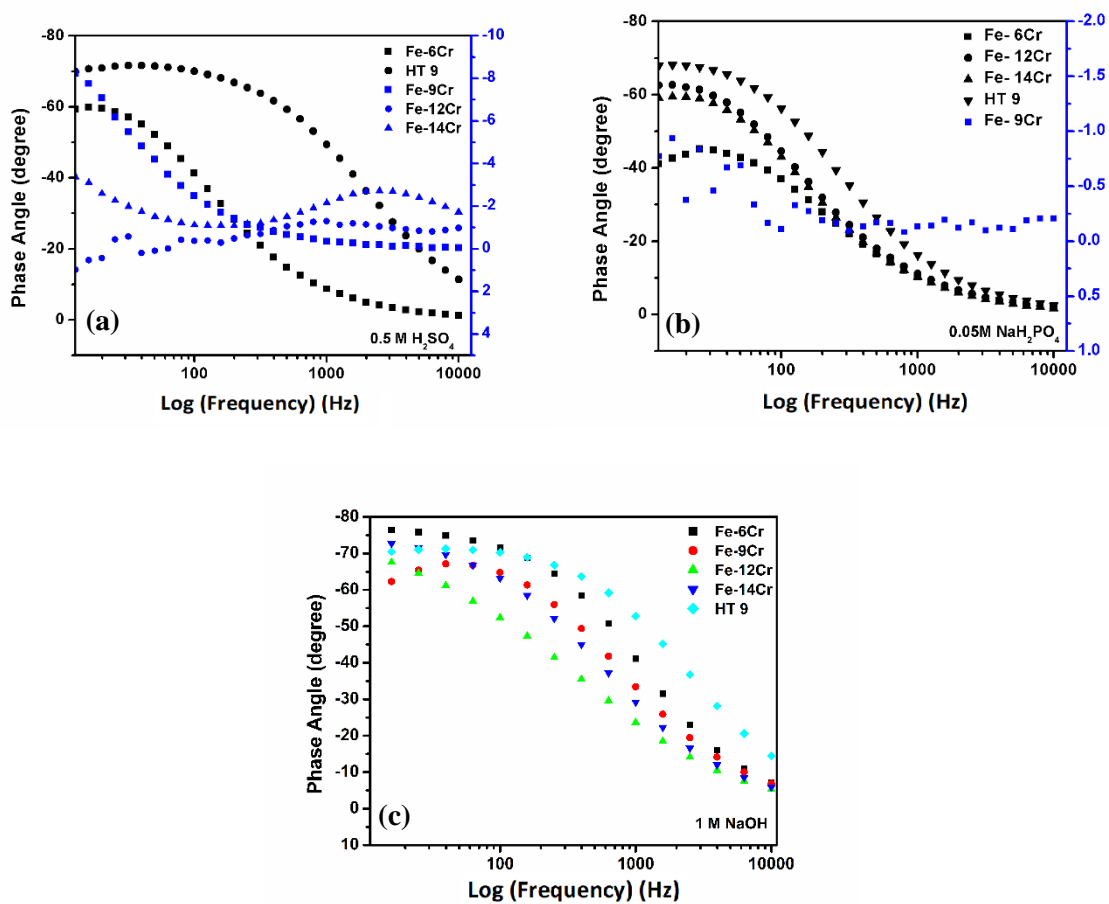 -80
-60
-40
-20
0
Phase Angle (degree)
-10
-8
-6
-4
-2
0
2
4
Fe-6Cr
HT 9
Fe-9Cr
Fe-12Cr
Fe-14Cr
(a)
0.5 M H₂SO₄
100
1000
10000
Log (Frequency) (Hz)
-80
-60
-40
-20
0
Phase Angle (degree)
-2.0
-1.5
-1.0
-0.5
-0.0
0.5
1.0
Fe- 6Cr
Fe- 12Cr
Fe- 14Cr
HT 9
Fe- 9Cr
(b)
0.05M NaH₂PO₄
100
1000
10000
Log (Frequency) (Hz)
-80
-70
-60
-50
-40
-30
-20
-10
0
10
Phase Angle (degree)
Fe-6Cr
Fe-9Cr
Fe-12Cr
Fe-14Cr
HT 9
(c)
1 M NaOH
100
1000
10000
Log (Frequency) (Hz)